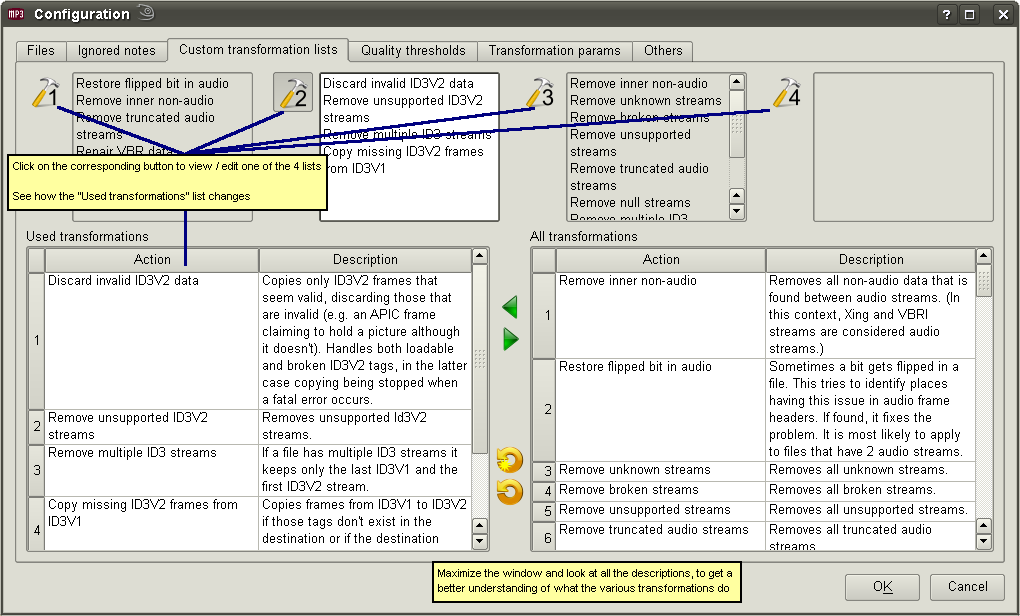 MP3 Configuration
?
Files
Ignored notes
Custom transformation lists
Quality thresholds
Transformation params
Others
1
Restore flipped bit in audio
Remove inner non-audio
Remove truncated audio
streams
Repair VBR data
2
Discard invalid ID3V2 data
Remove unsupported ID3V2
streams
Remove multiple ID3 streams
Copy missing ID3V2 frames
from ID3V1
3
Remove inner non-audio
Remove unknown streams
Remove broken streams
Remove unsupported
streams
Remove truncated audio
streams
Remove null streams
Remove multiple ID3
4
Click on the corresponding button to view / edit one of the 4 lists
See how the "Used transformations" list changes
Used transformations
Action
Description
1
Discard invalid ID3V2 data
Copies only ID3V2 frames that
seem valid, discarding those that
are invalid (e.g. an APIC frame
claiming to hold a picture although
it doesn't). Handles both loadable
and broken ID3V2 tags, in the latter
case copying being stopped when
a fatal error occurs.
2
Remove unsupported ID3V2
streams
Removes unsupported Id3V2
streams.
3
Remove multiple ID3 streams
If a file has multiple ID3 streams it
keeps only the last ID3V1 and the
first ID3V2 stream.
4
Copy missing ID3V2 frames from
ID3V1
Copies frames from ID3V1 to ID3V2
if those tags don't exist in the
destination or if the destination
All transformations
Action
Description
1
Remove inner non-audio
Removes all non-audio data that is
found between audio streams. (In
this context, Xing and VBRI
streams are considered audio
streams.)
2
Restore flipped bit in audio
Sometimes a bit gets flipped in a
file. This tries to identify places
having this issue in audio frame
headers. If found, it fixes the
problem. It is most likely to apply
to files that have 2 audio streams.
3
Remove unknown streams
Removes all unknown streams.
4
Remove broken streams
Removes all broken streams.
5
Remove unsupported streams
Removes all unsupported streams.
6
Remove truncated audio streams
Removes all truncated audio
streams
Maximize the window and look at all the descriptions, to get a
better understanding of what the various transformations do
OK
Cancel